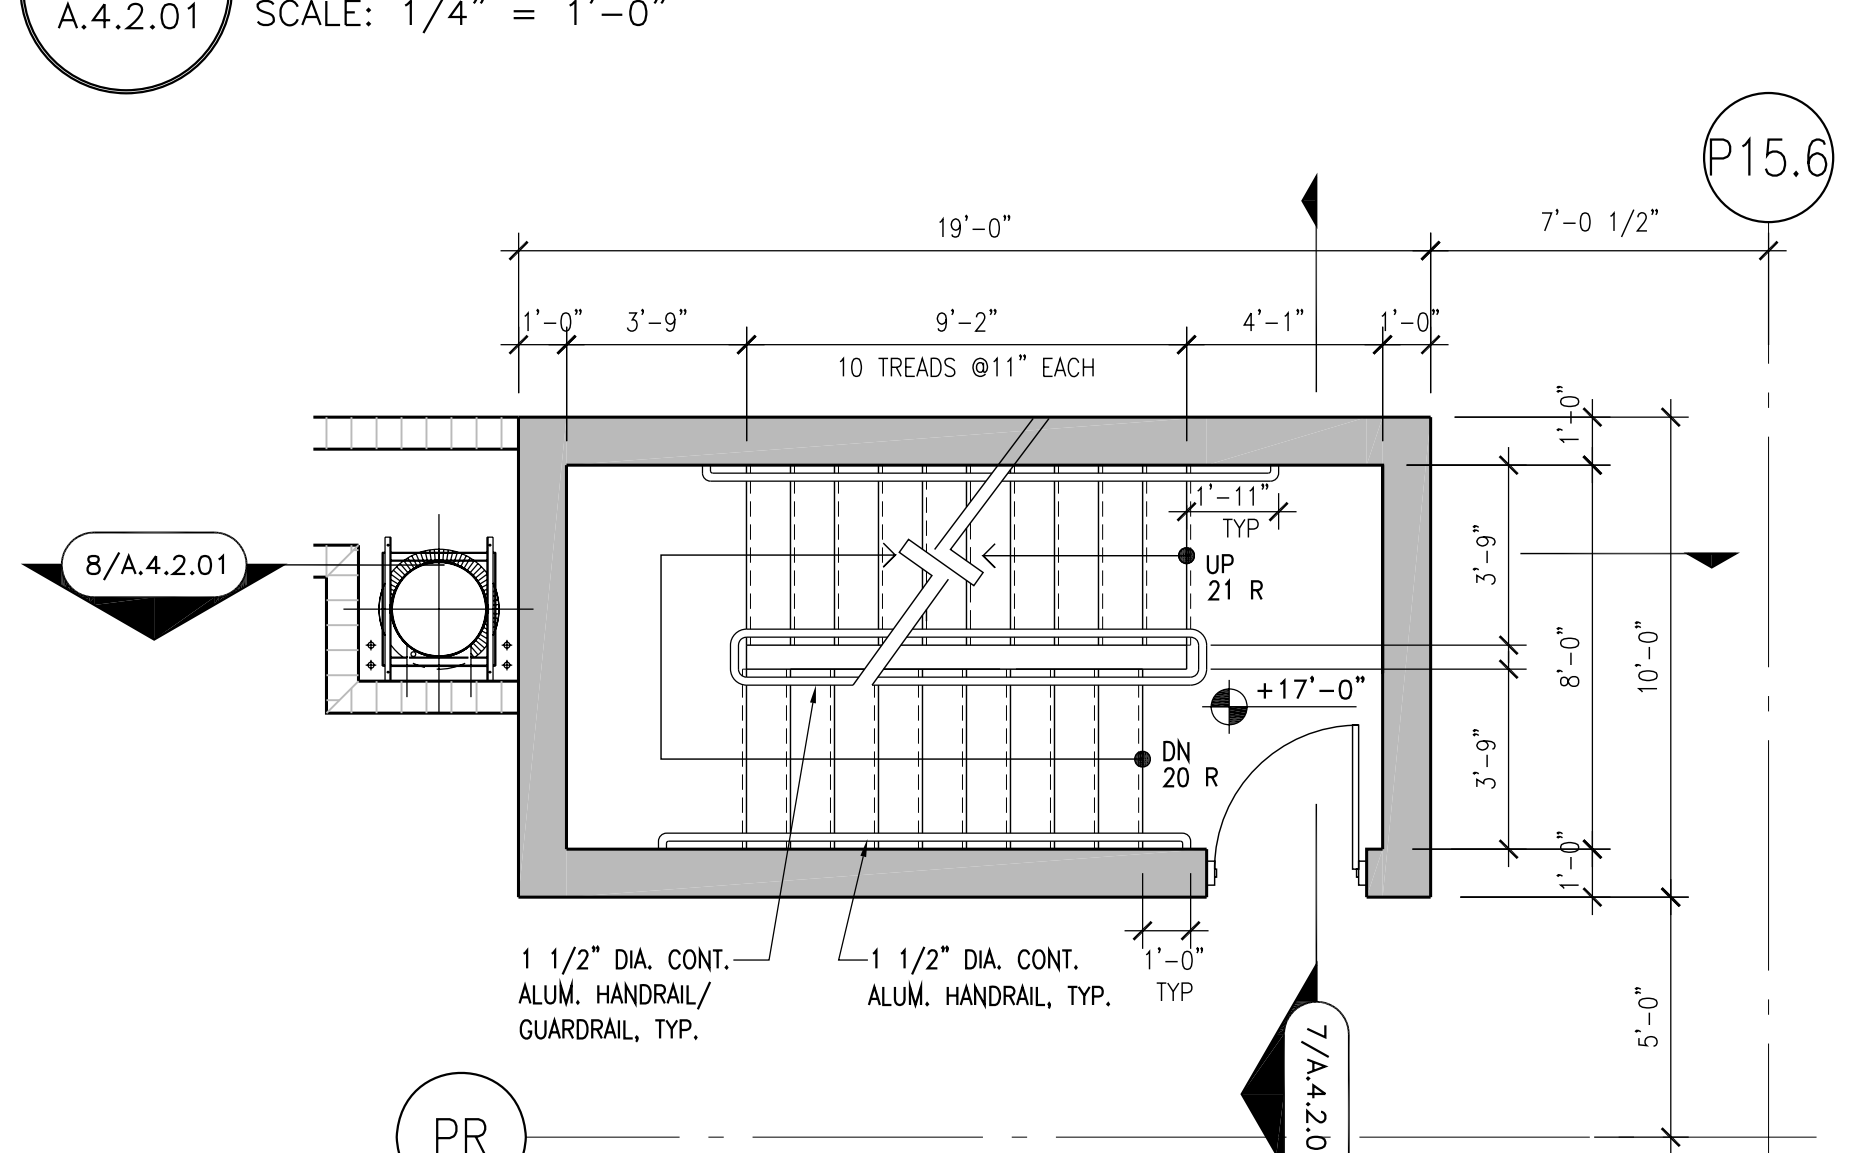 A.4.2.01
SCALE: 1/4" = 1'-0"
P15.6
19'-0"
7'-0 1/2"
1'-0"
3'-9"
9'-2"
4'-1"
1'-0"
10 TREADS @11" EACH
1'-0"
1'-11"
TYP
3'-9"
8/A.4.2.01
UP
21 R
8'-0"
10'-0"
+17'-0"
DN
20 R
3'-9"
1'-0"
1 1/2" DIA. CONT.
ALUM. HANDRAIL/
GUARDRAIL, TYP.
1 1/2" DIA. CONT.
ALUM. HANDRAIL, TYP.
1'-0"
TYP
5'-0"
7/A.4.2.0
PR